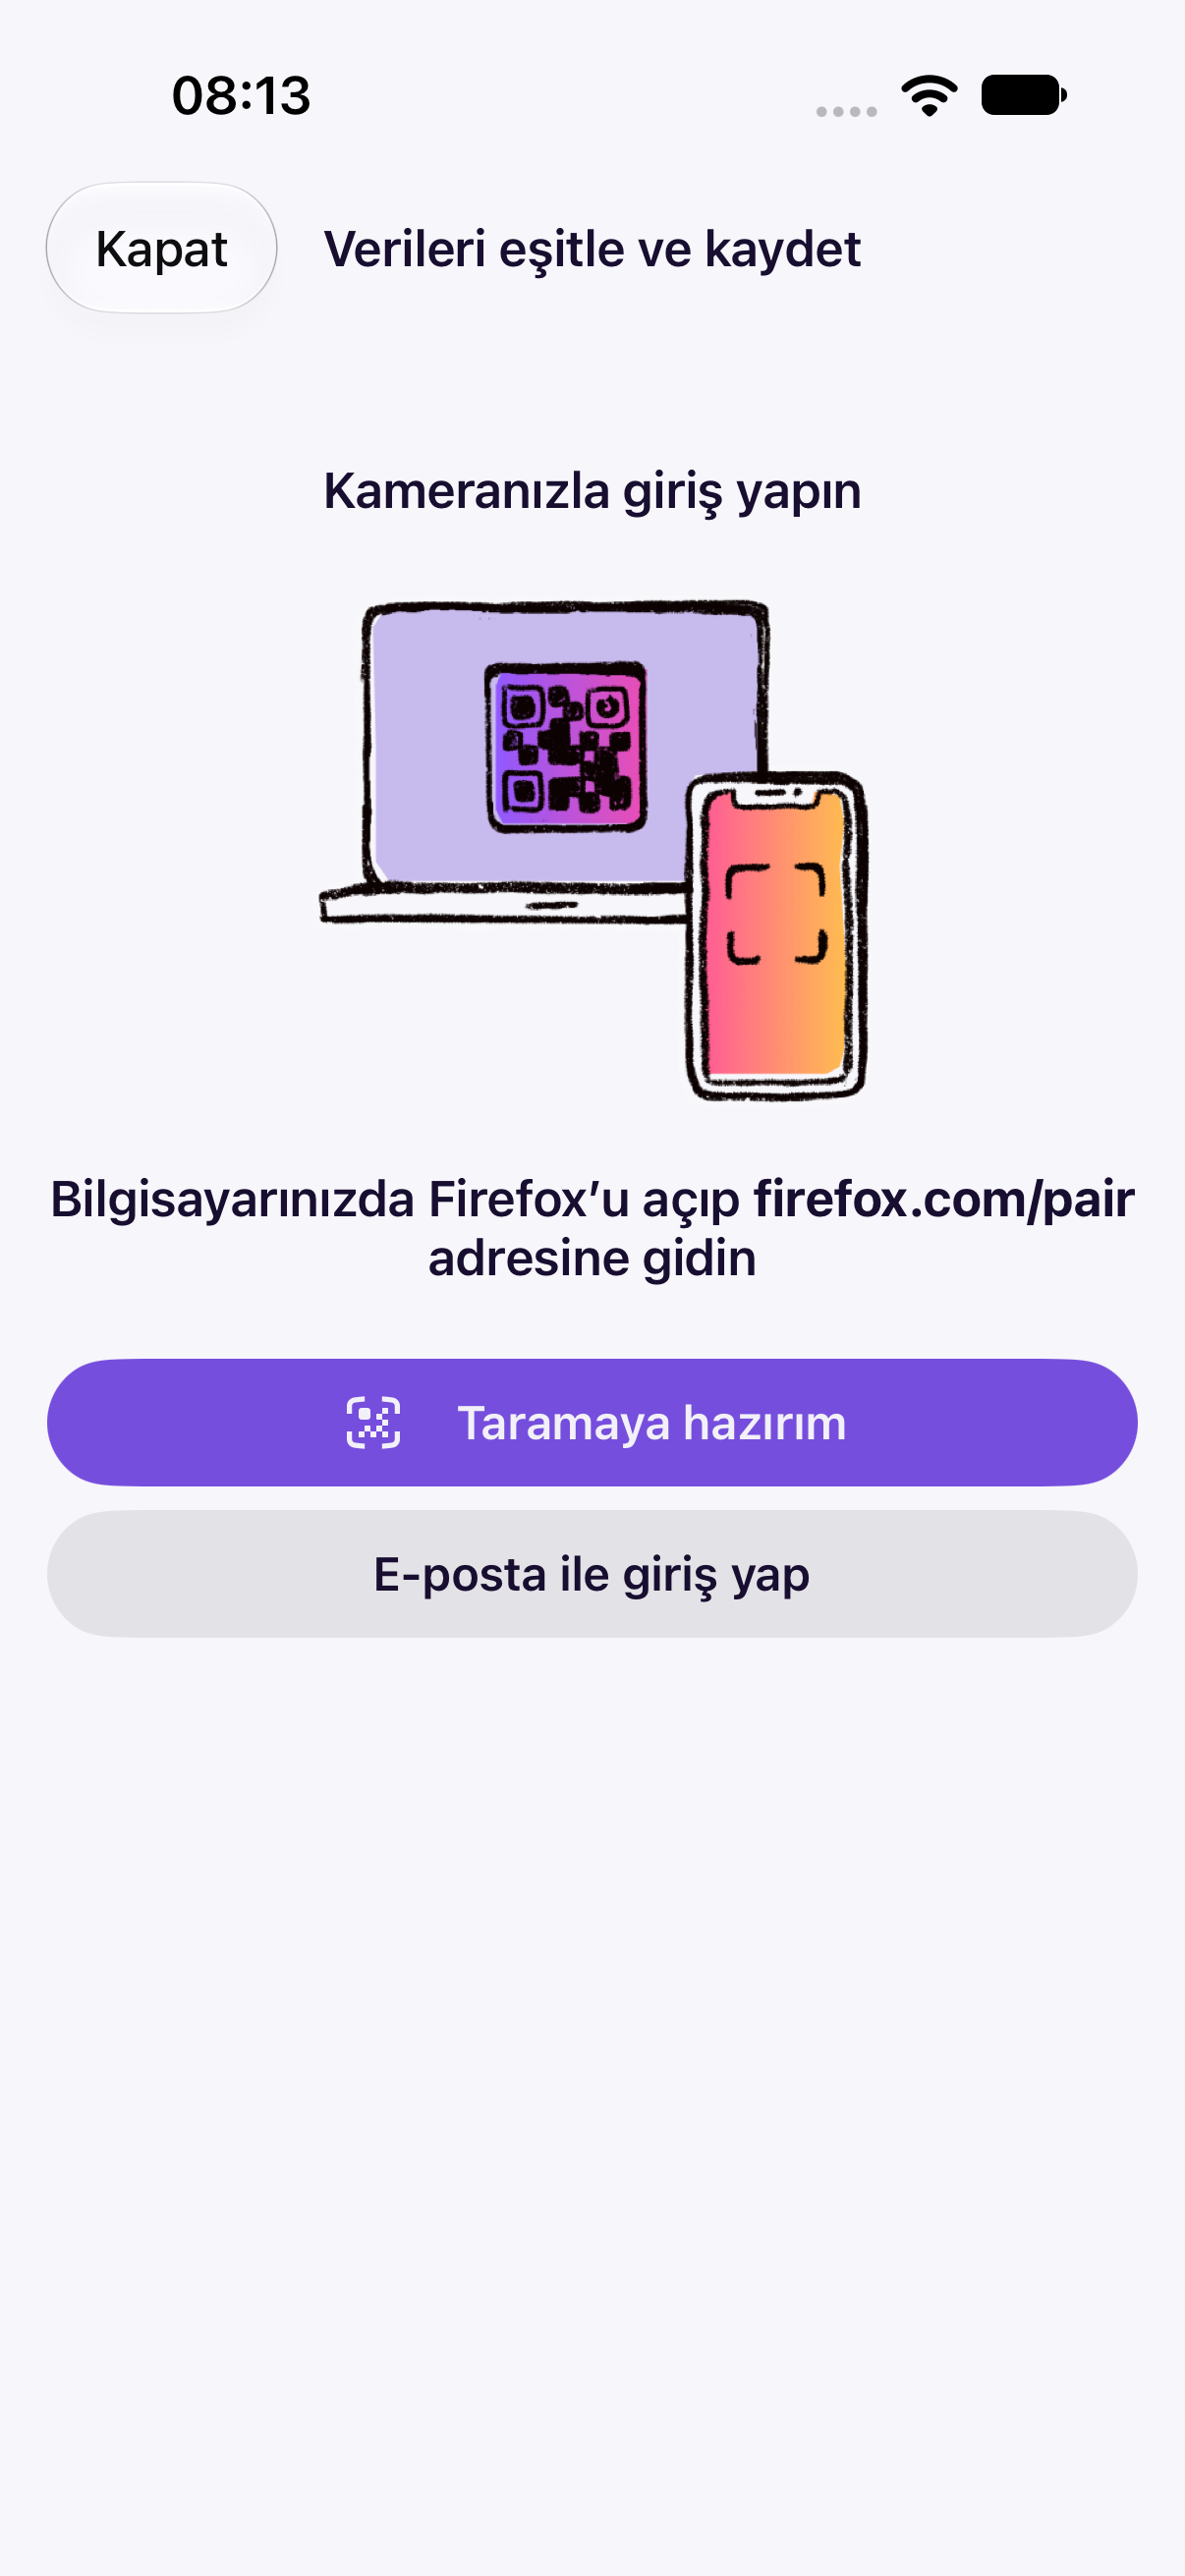 08:13
Kapat
Verileri eşitle ve kaydet
Kameranızla giriş yapın
Bilgisayarınızda Firefox’u açıp firefox.com/pair
adresine gidin
Taramaya hazırım
E-posta ile giriş yap